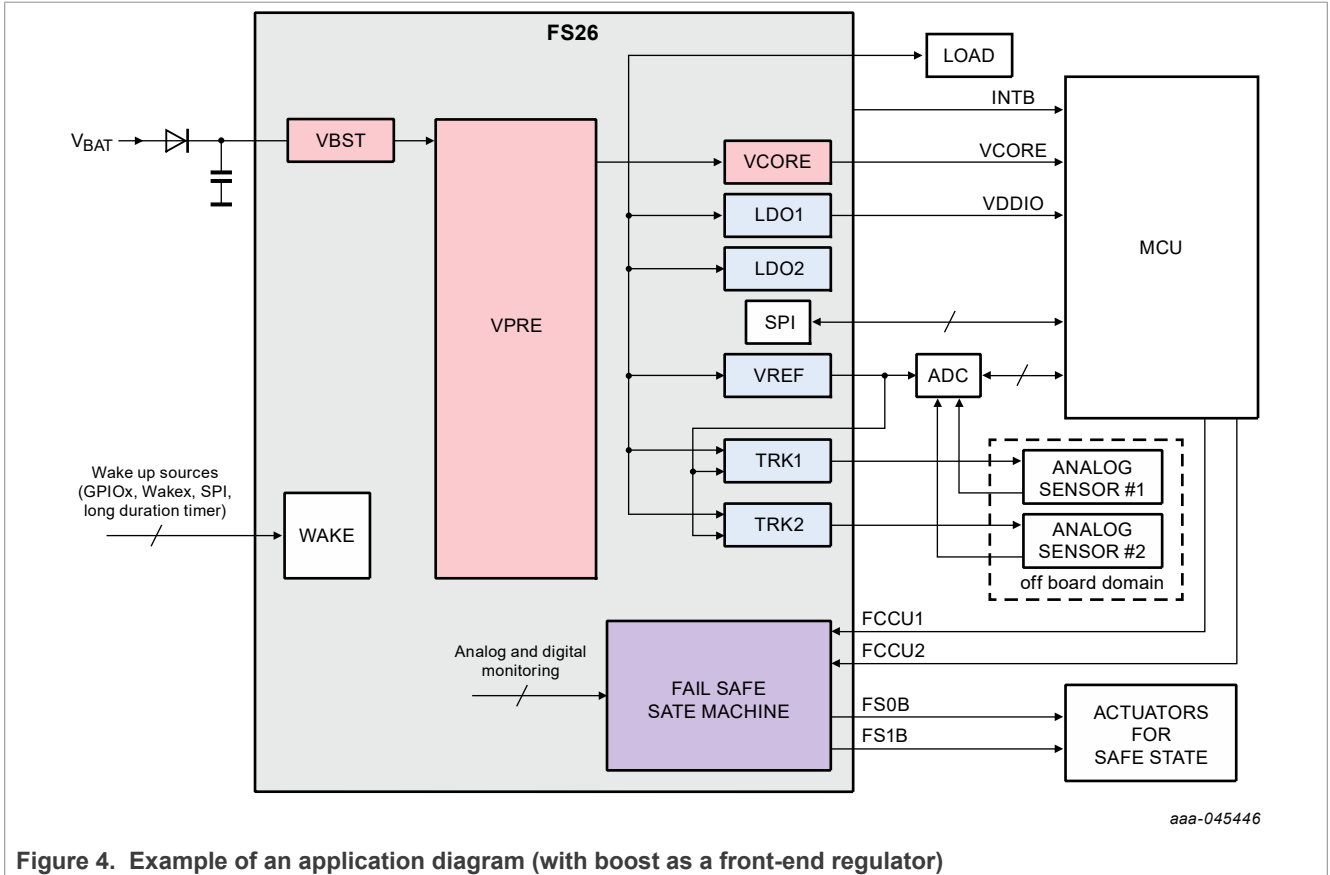 FS26
LOAD
INTB
VBAT
VBST
VCORE
VCORE
LDO1
VDDIO
MCU
LDO2
VPRE
SPI
VREF
ADC
TRK1
ANALOG
SENSOR #1
Wake up sources
(GPIOx, Wakex, SPI,
long duration timer)
WAKE
TRK2
ANALOG
SENSOR #2
off board domain
FCCU1
FCCU2
Analog and digital
monitoring
FAIL SAFE
SATE MACHINE
FS0B
FS1B
ACTUATORS
FOR
SAFE STATE
aaa-045446
Figure 4. Example of an application diagram (with boost as a front-end regulator)